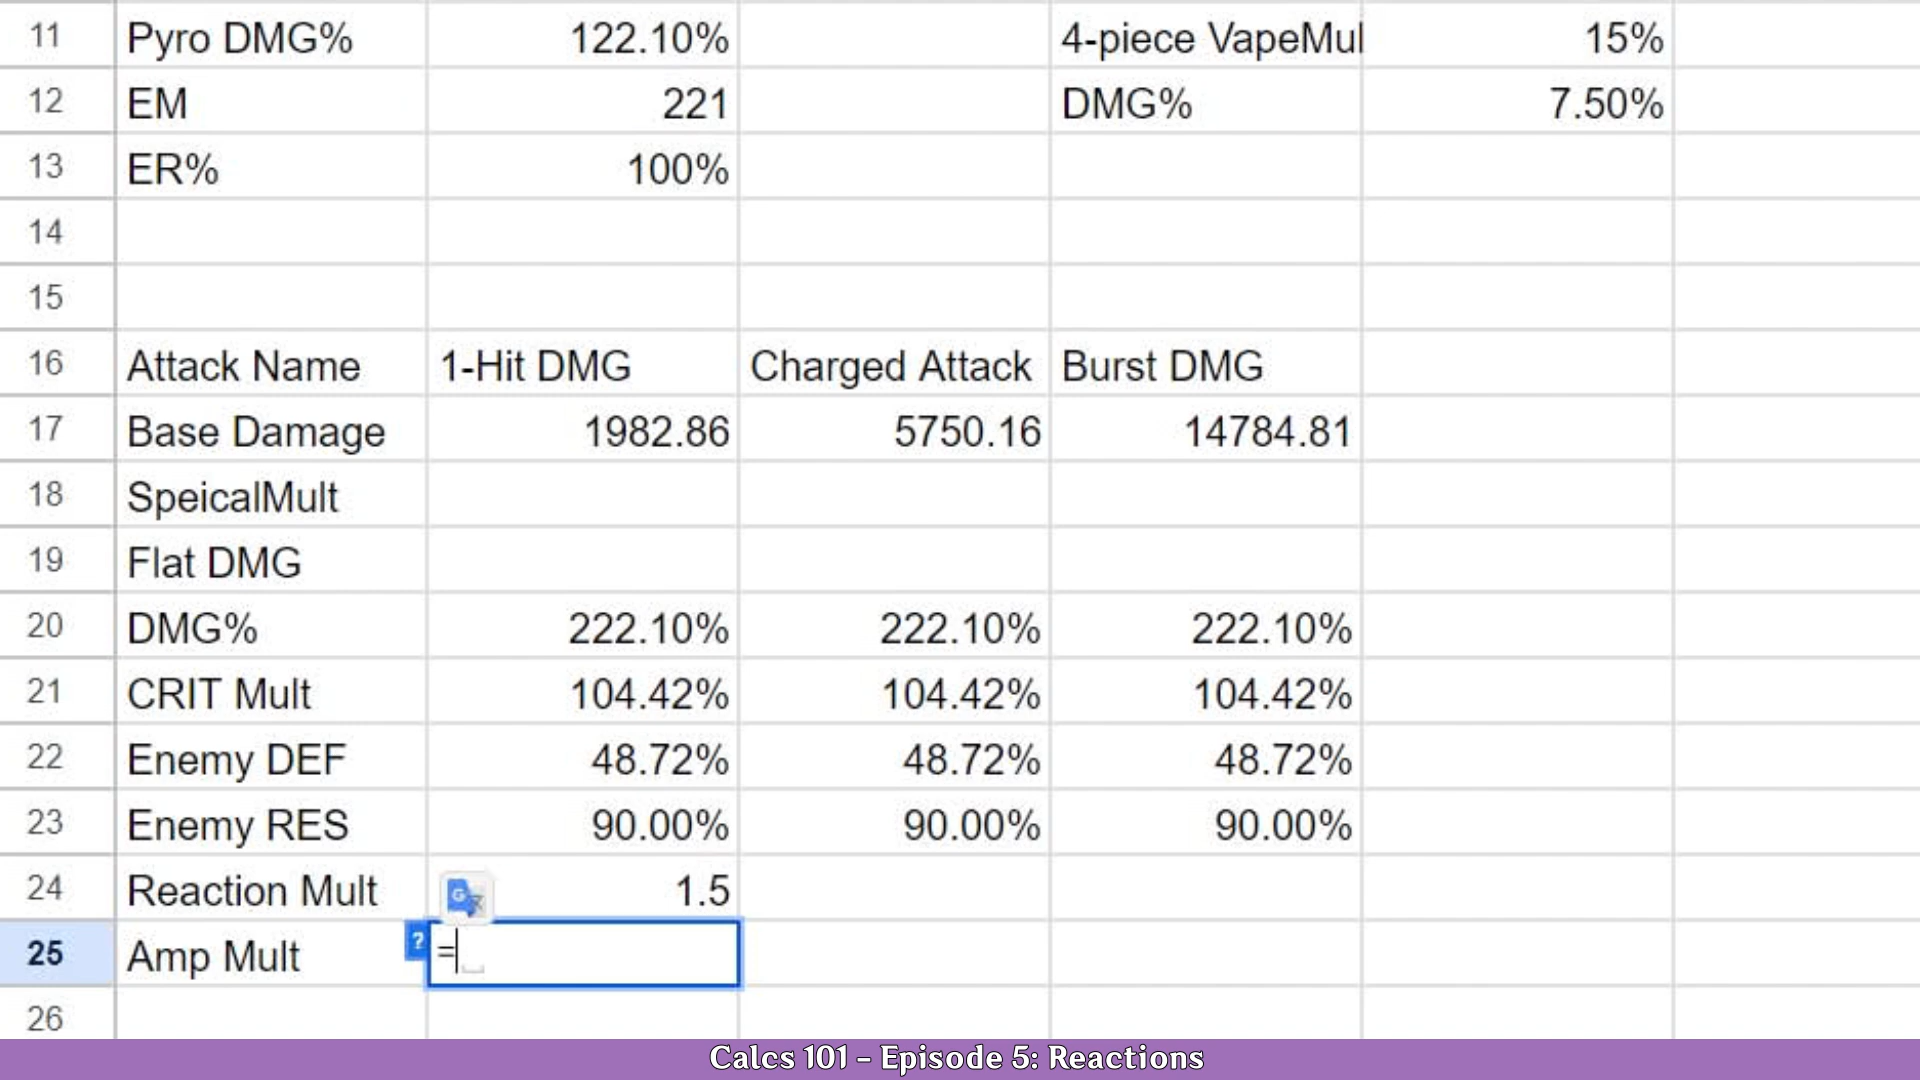 11 Pyro DMG% 122.10% 4-piece VapeMul 15%
12 EM 221 DMG% 7.50%
13 ER% 100%
14
15
16 Attack Name 1-Hit DMG Charged Attack Burst DMG
17 Base Damage 1982.86 5750.16 14784.81
18 SpeicalMult
19 Flat DMG
20 DMG% 222.10% 222.10% 222.10%
21 CRIT Mult 104.42% 104.42% 104.42%
22 Enemy DEF 48.72% 48.72% 48.72%
23 Enemy RES 90.00% 90.00% 90.00%
24 Reaction Mult 1.5
25 Amp Mult ? =
26
Calcs 101 - Episode 5: Reactions